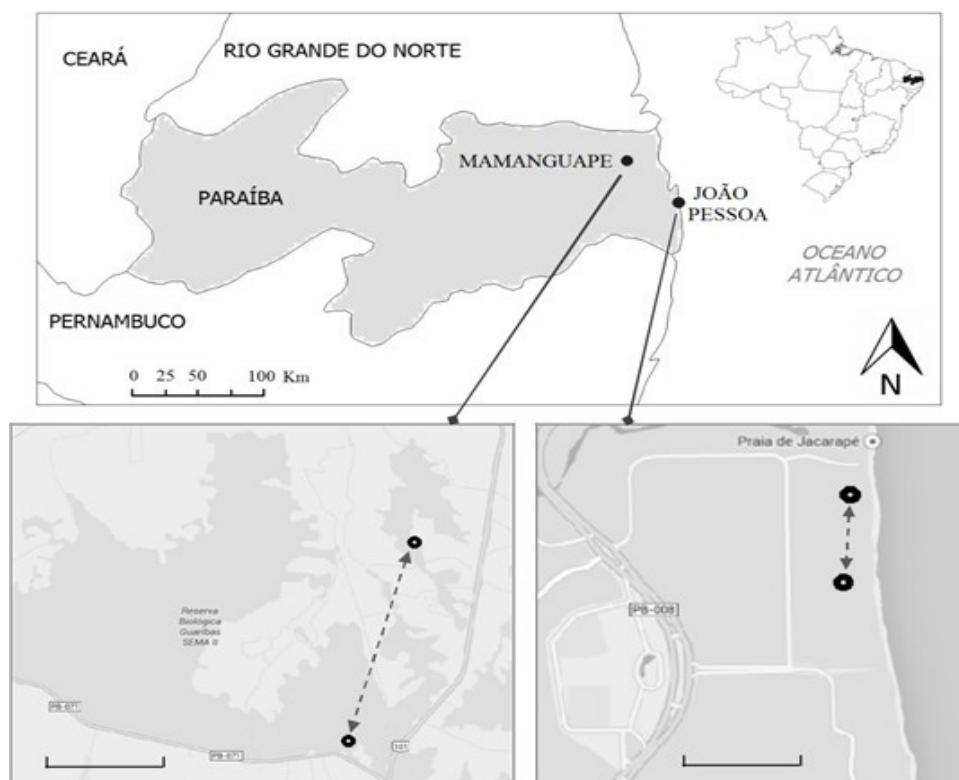 CEARÁ
RIO GRANDE DO NORTE
MAMANGUAPE
PARAÍBA
JOÃO
PESSOA
OCEANO
ATLÂNTICO
PERNAMBUCO
0 25 50 100 Km
N
Praia de Jacarapé
Reserva
Biológica
Guaribas
SEMA II
PB-008
PB-071
PB-071
101